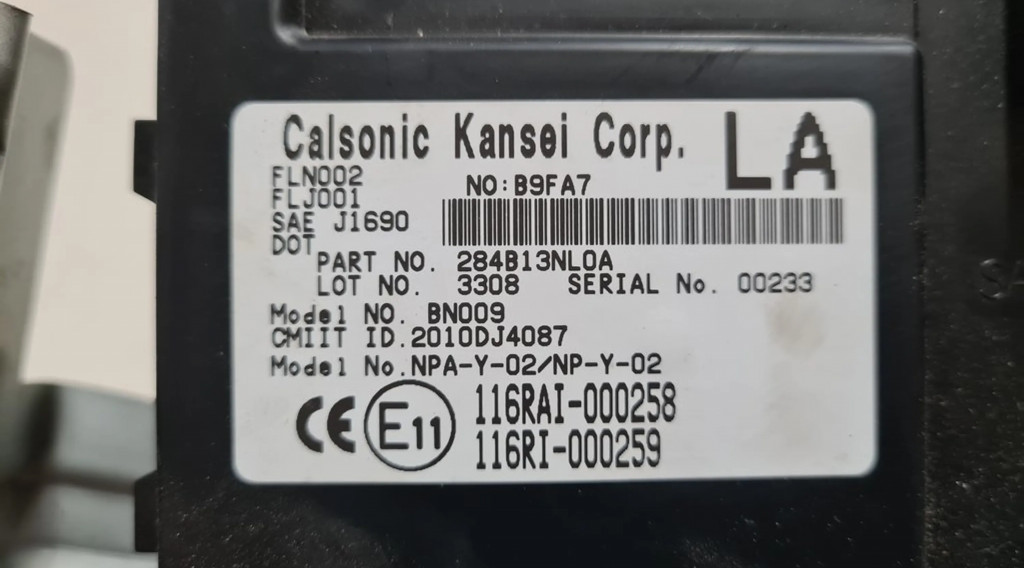 Calsonic Kansei Corp. LA
FLN002
NO:B9FA7
FLJ001
SAE J1690
DOT
PART NO. 284B13NL0A
LOT NO. 3308 SERIAL No. 00233
Model NO. BN009
CMIIT ID.2010DJ4087
Model No.NPA-Y-02/NP-Y-02
CE E11 116RAI-000258
116RI-000259